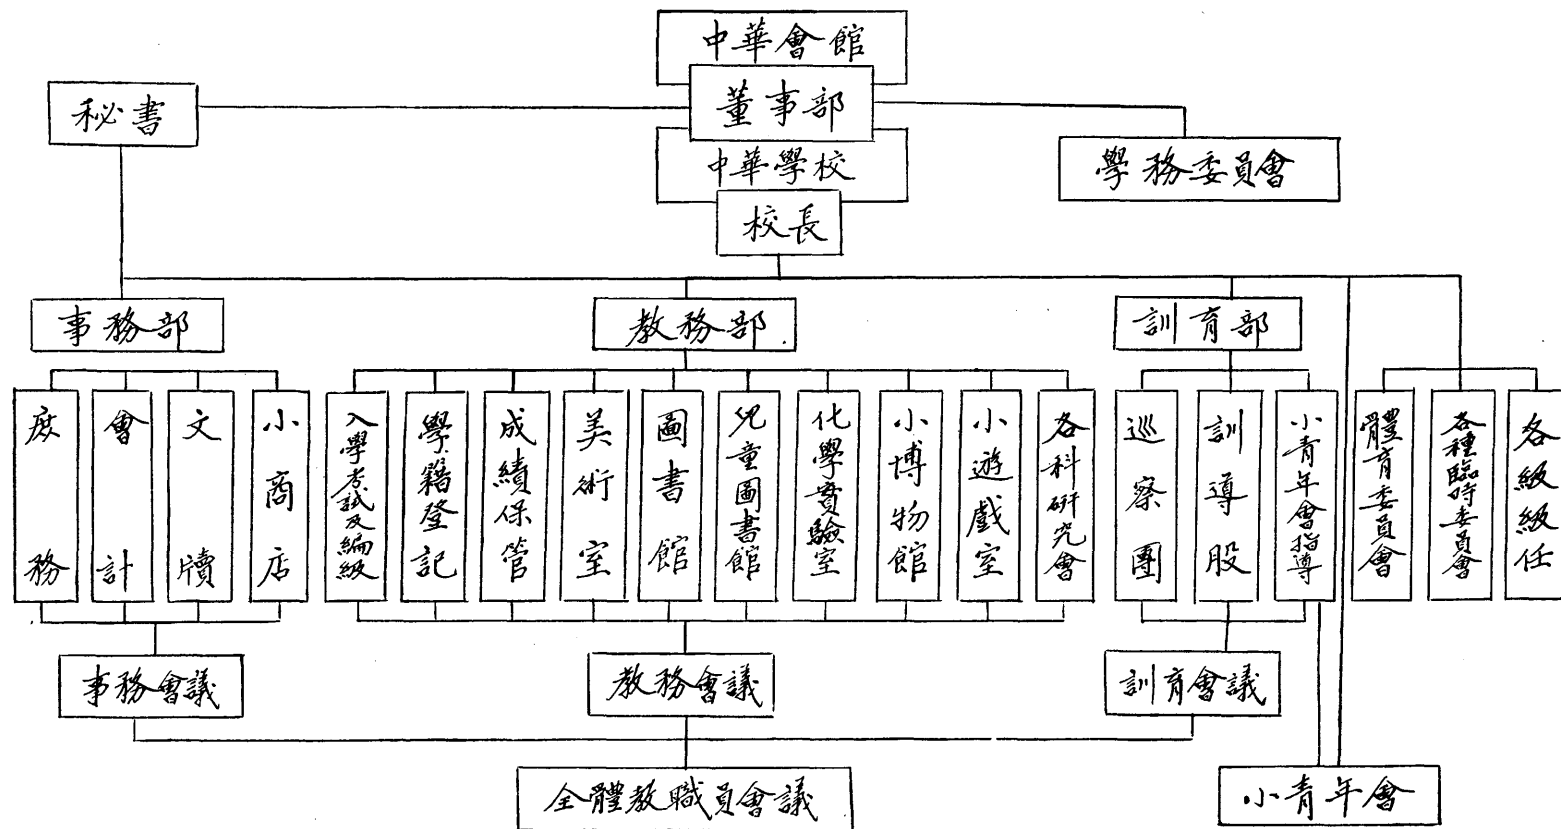 中華會館
董事部
秘書
中華學校
學務委員會
校長
事務部
教務部
訓育部
庶務
會計
文牘
小商店
入學考試及編級
學籍登記
成績保管
美術室
圖書館
兒童圖書館
化學實驗室
小博物館
小遊戲室
各科研究會
巡察團
訓導股
小青年會指導
體育委員會
各種臨時委員會
各級級任
事務會議
教務會議
訓育會議
全體教職員會議
小青年會